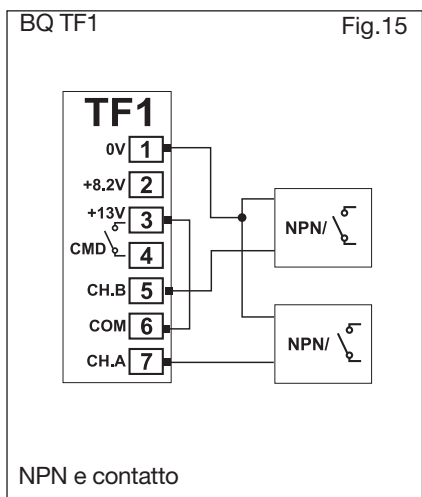 BQ TF1 Fig.15
TF1
0V 1
+8.2V 2
+13V 3
CMD 4
CH.B 5
COM 6
CH.A 7
NPN/
NPN/
NPN e contatto